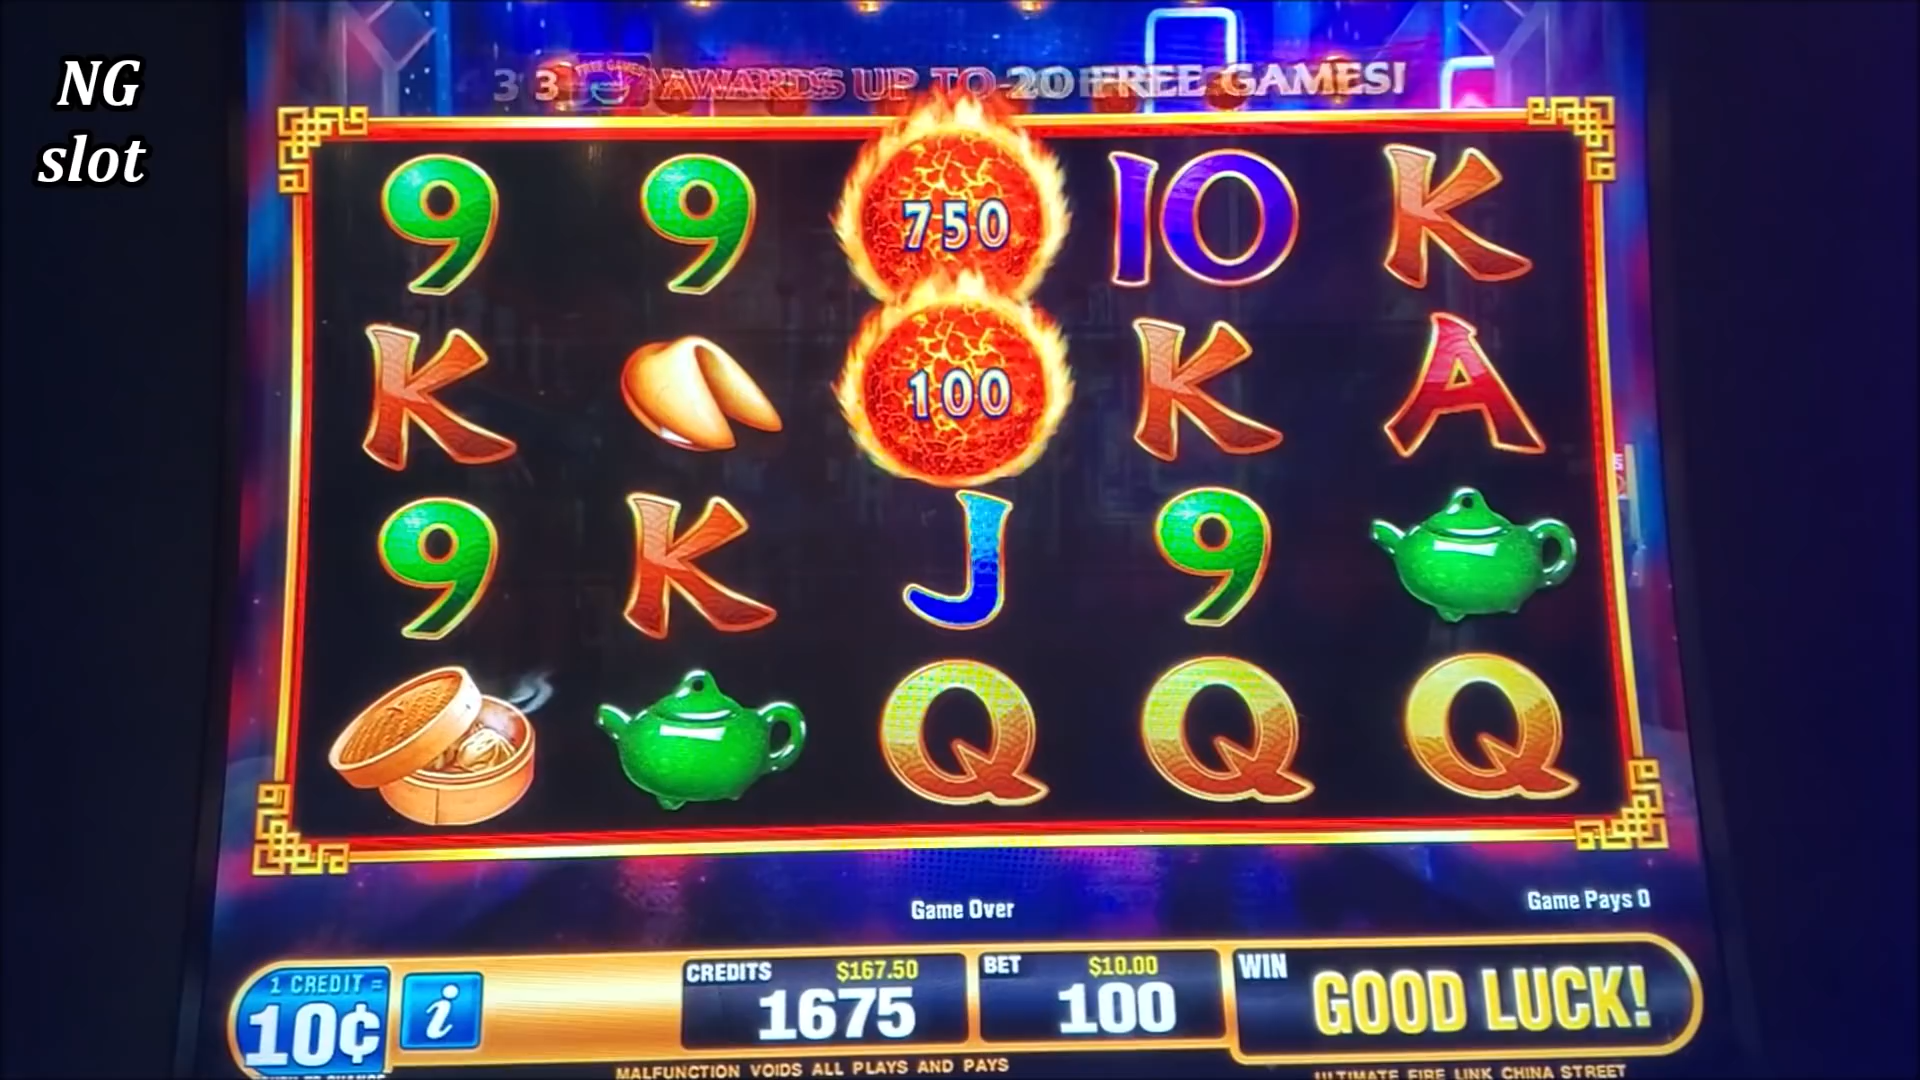 NG
slot
AWARDS UP TO 20 FREE GAMES!
9 9 750 10 K
K 100 K A
9 K J 9
Q Q Q
Game Over
Game Pays 0
1 CREDIT =
10¢
i
CREDITS $167.50
1675
BET $10.00
100
WIN
GOOD LUCK!
MALFUNCTION VOIDS ALL PLAYS AND PAYS
ULTIMATE FIRE LINK CHINA STREET